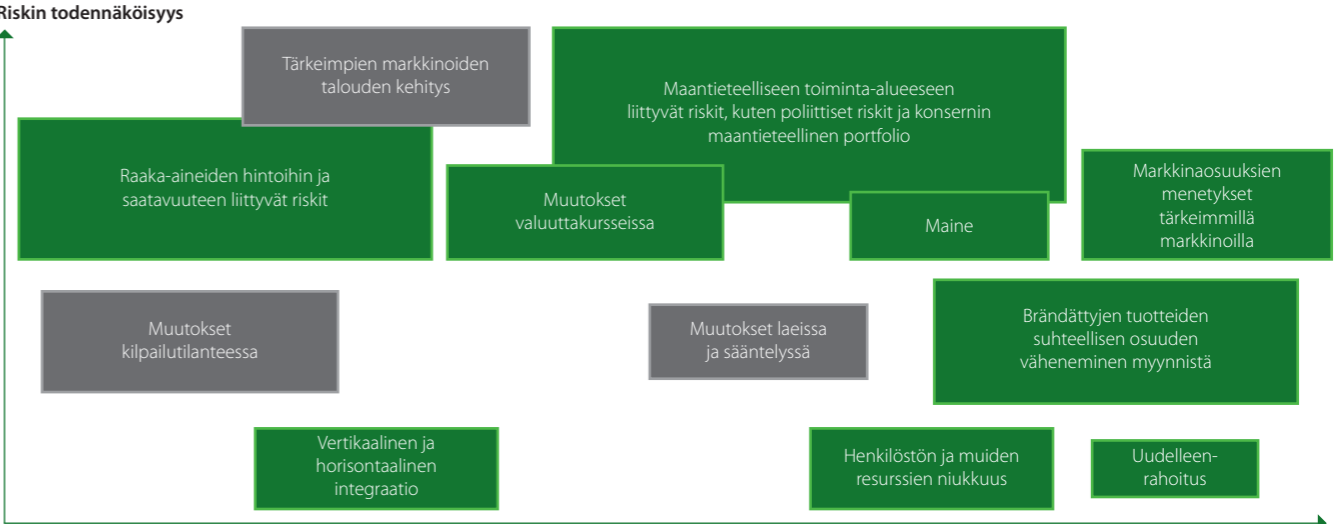 Riskin todennäköisyys
Tärkeimpien markkinoiden
talouden kehitys
Maantieteelliseen toiminta-alueeseen
liittyvät riskit, kuten poliittiset riskit ja konsernin
maantieteellinen portfolio
Raaka-aineiden hintoihin ja
saatavuuteen liittyvät riskit
Muutokset
valuuttakursseissa
Maine
Markkinaosuuksien
menetykset
tärkeimmillä
markkinoilla
Muutokset
kilpailutilanteessa
Muutokset laeissa
ja sääntelyssä
Brändättyjen tuotteiden
suhteellisen osuuden
väheneminen myynnistä
Vertikaalinen ja
horisontaalinen
integraatio
Henkilöstön ja muiden
resurssien niukkuus
Uudelleen-
rahoitus